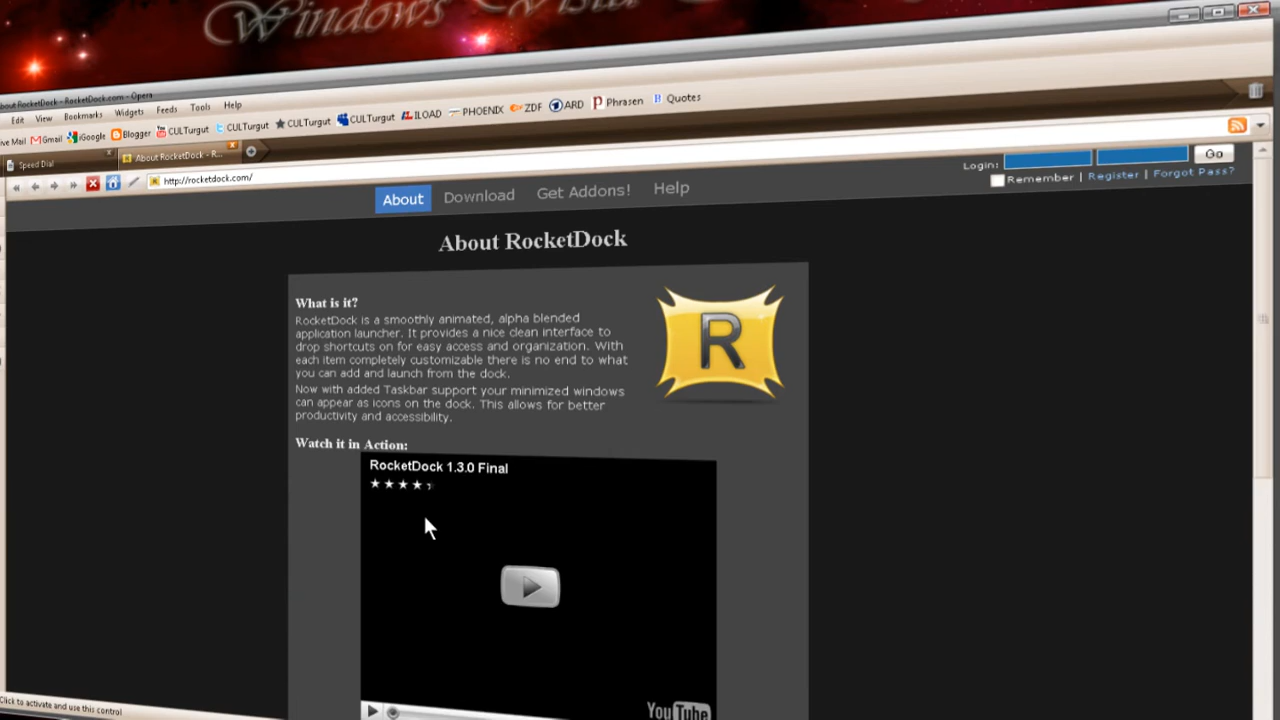 Windows Vista
About RocketDock - RocketDock.com - Opera
Edit View Bookmarks Widgets Feeds Tools Help
ive Mail Gmail iGoogle Blogger CULTurgut CULTurgut CULTurgut CULTurgut ILOAD PHOENIX ZDF ARD Phrasen Quotes
Speed Dial About RocketDock - R...
http://rocketdock.com/
Login: Go
Remember | Register | Forgot Pass?
About Download Get Addons! Help
About RocketDock
What is it?
RocketDock is a smoothly animated, alpha blended
application launcher. It provides a nice clean interface to
drop shortcuts on for easy access and organization. With
each item completely customizable there is no end to what
you can add and launch from the dock.
Now with added Taskbar support your minimized windows
can appear as icons on the dock. This allows for better
productivity and accessibility.
R
Watch it in Action:
RocketDock 1.3.0 Final
YouTube
Click to activate and use this control